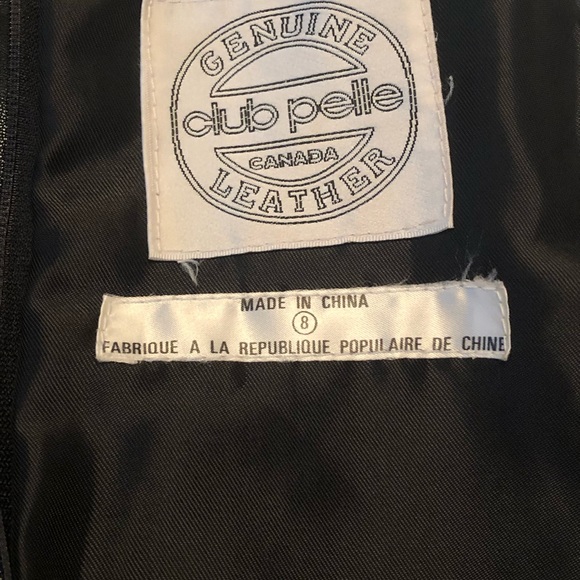 GENUINE
club pelle
CANADA
LEATHER
MADE IN CHINA
8
FABRIQUE A LA REPUBLIQUE POPULAIRE DE CHINE